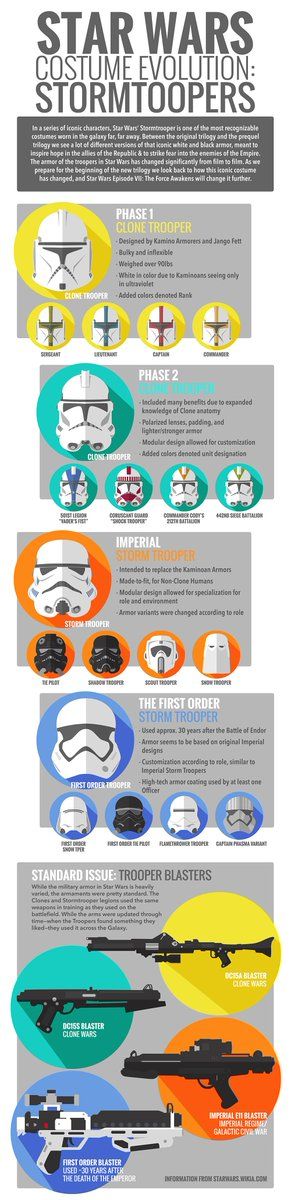 STAR WARS
COSTUME EVOLUTION:
STORMTOOPERS
In a series of iconic characters, Star Wars' Stormtrooper is one of the most recognizable
costumes worn in the galaxy far, far away. Between the original trilogy and the prequel
trilogy we see a lot of different versions of that iconic white and black armor, meant to
inspire hope in the allies of the Republic & to strike fear into the enemies of the Empire.
The armor of the troopers in Star Wars has changed significantly from film to film. As we
prepare for the beginning of the new trilogy we look back to how this iconic costume
has changed, and Star Wars Episode VII: The Force Awakens will change it further.
PHASE 1
CLONE TROOPER
- Designed by Kamino Armorers and Jango Fett
- Bulky and inflexible
- Weighed over 90lbs
- White in color due to Kaminoans seeing only
in ultraviolet
- Added colors denoted Rank
CLONE TROOPER
SERGEANT
LIEUTENANT
CAPTAIN
COMMANDER
PHASE 2
CLONE TROOPER
- Included many benefits due to expanded
knowledge of Clone anatomy
- Polarized lenses, padding, and
lighter/stronger armor
- Modular design allowed for customization
- Added colors denoted unit designation
CLONE TROOPER
501ST LEGION
"VADER'S FIST"
CORUSCANT GUARD
"SHOCK TROOPER"
COMMANDER CODY'S
212TH BATTALION
442ND SIEGE BATTALION
IMPERIAL
STORM TROOPER
- Intended to replace the Kaminoan Armors
- Made-to-fit, for Non-Clone Humans
- Modular design allowed for specialization for
role and environment
- Armor variants were changed according to role
STORM TROOPER
TIE PILOT
SHADOW TROOPER
SCOUT TROOPER
SNOW TROOPER
THE FIRST ORDER
STORM TROOPER
- Used approx. 30 years after the Battle of Endor
- Armor seems to be based on original Imperial
designs
- Customization according to role, similar to
Imperial Storm Troopers
- High-tech armor coating used by at least one
Officer
FIRST ORDER TROOPER
FIRST ORDER
SNOW TPER
FIRST ORDER TIE PILOT
FLAMETHROWER TROOPER
CAPTAIN PHASMA VARIANT
STANDARD ISSUE: TROOPER BLASTERS
While the military armor in Star Wars is heavily
varied, the armaments were pretty standard. The
Clones and Stormtrooper legions used the same
weapons in training as they used on the
battlefield. While the arms were updated through
time—when the Troopers found something they
liked—they used it across the Galaxy.
DC15A BLASTER
CLONE WARS
DC15S BLASTER
CLONE WARS
IMPERIAL E11 BLASTER
IMPERIAL REGIME/
GALACTIC CIVIL WAR
FIRST ORDER BLASTER
USED ~30 YEARS AFTER
THE DEATH OF THE EMPEROR
INFORMATION FROM STARWARS.WIKIA.COM